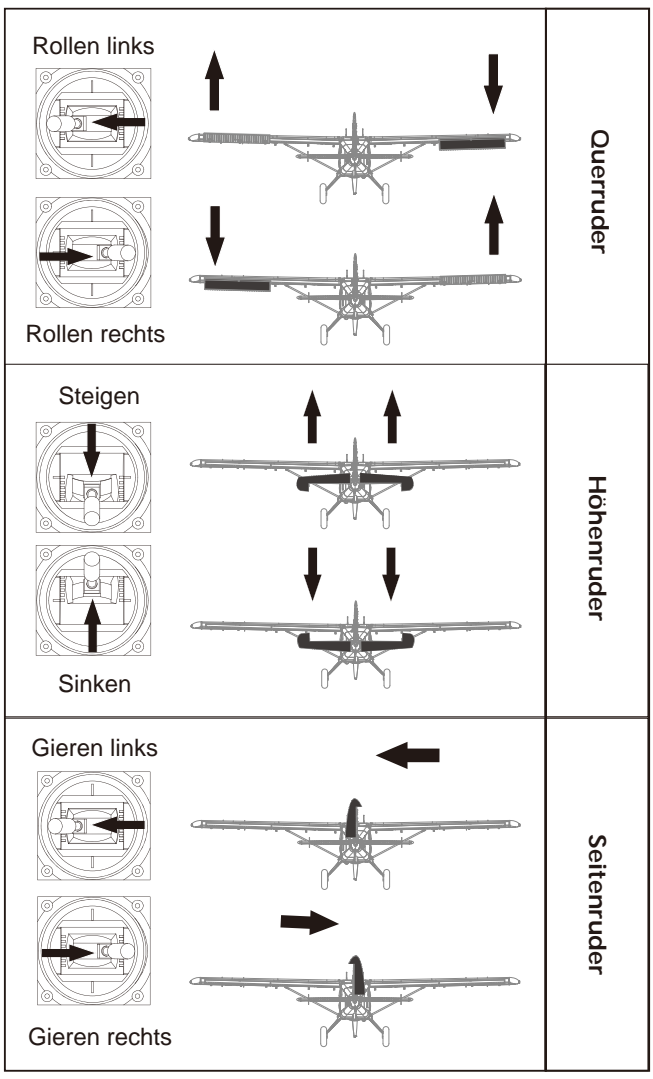 Rollen links
Rollen rechts
Querruder
Steigen
Sinken
Höhenruder
Gieren links
Gieren rechts
Seitenruder